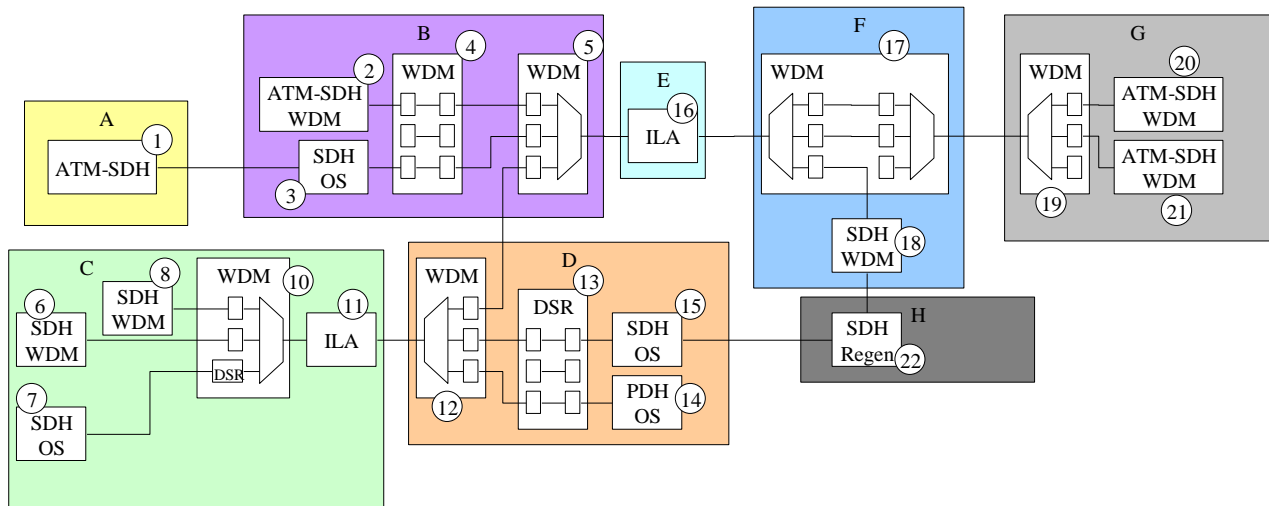 A
1
ATM-SDH
B
2
ATM-SDH
WDM
3
SDH
OS
4
WDM
5
WDM
C
6
SDH
WDM
7
SDH
OS
8
SDH
WDM
WDM
10
DSR
11
ILA
D
WDM
12
13
DSR
15
SDH
OS
14
PDH
OS
E
16
ILA
F
17
WDM
SDH
WDM
18
G
WDM
19
20
ATM-SDH
WDM
ATM-SDH
WDM
21
H
SDH
Regen
22